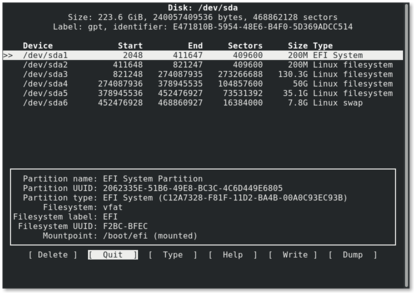 Disk: /dev/sda
Size: 223.6 GiB, 240057409536 bytes, 468862128 sectors
Label: gpt, identifier: E471810B-5954-48E6-B4F0-5D369ADCC514
Device Start End Sectors Size Type
>> /dev/sda1 2048 411647 409600 200M EFI System
/dev/sda2 411648 821247 409600 200M Linux filesystem
/dev/sda3 821248 274087935 273266688 130.3G Linux filesystem
/dev/sda4 274087936 378945535 104857600 50G Linux filesystem
/dev/sda5 378945536 452476927 73531392 35.1G Linux filesystem
/dev/sda6 452476928 468860927 16384000 7.8G Linux swap
Partition name: EFI System Partition
Partition UUID: 2062335E-51B6-49E8-BC3C-4C6D449E6805
Partition type: EFI System (C12A7328-F81F-11D2-BA4B-00A0C93EC93B)
Filesystem: vfat
Filesystem label: EFI
Filesystem UUID: F2BC-BFEC
Mountpoint: /boot/efi (mounted)
[ Delete ] [ Quit ] [ Type ] [ Help ] [ Write ] [ Dump ]